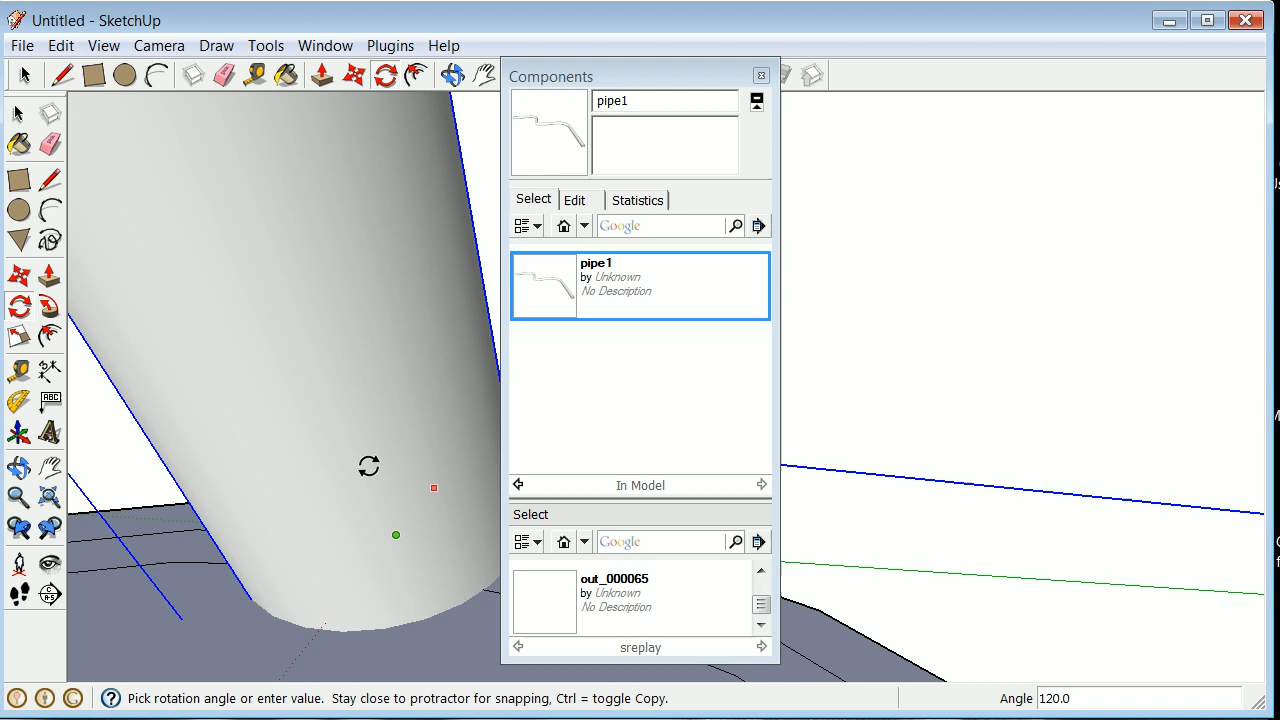 Untitled - SketchUp
File Edit View Camera Draw Tools Window Plugins Help
Components
pipe1
Select Edit Statistics
Google
pipe1
by Unknown
No Description
In Model
Select
Google
out_000065
by Unknown
No Description
sreplay
ABC
Pick rotation angle or enter value. Stay close to protractor for snapping, Ctrl = toggle Copy.
Angle 120.0